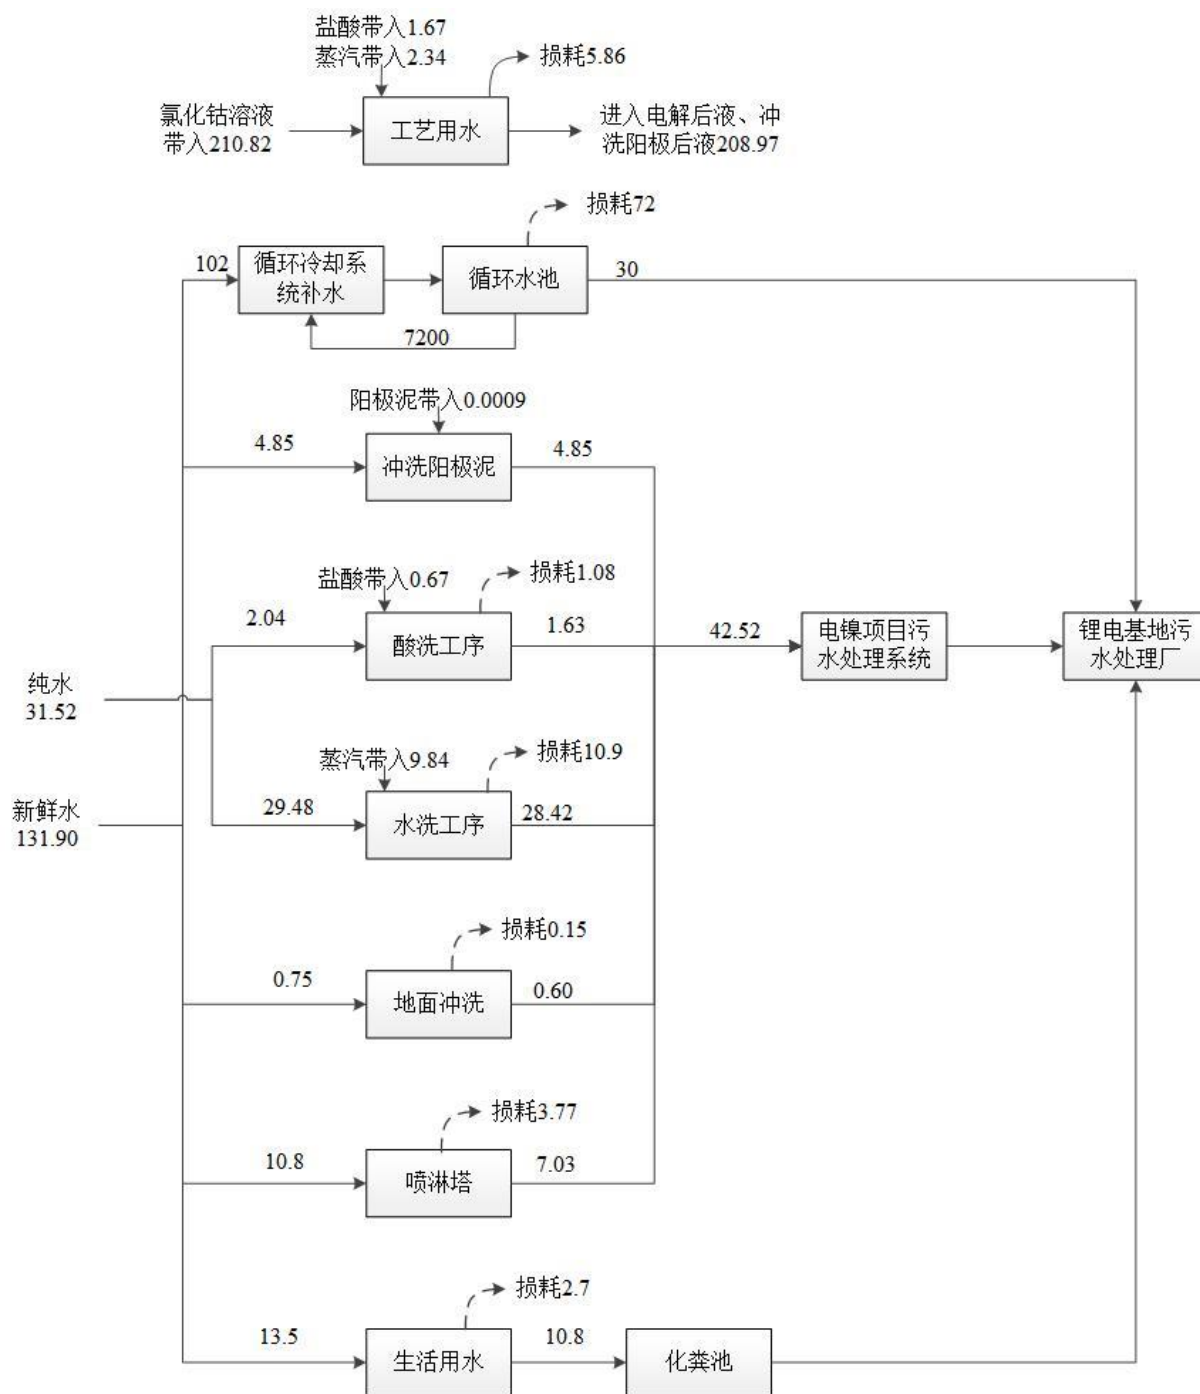 盐酸带入1.67
蒸汽带入2.34
损耗5.86
氯化钴溶液
带入210.82
工艺用水
进入电解后液、冲
洗阳极后液208.97
损耗72
102
循环冷却系
统补水
循环水池
30
7200
阳极泥带入0.0009
4.85
冲洗阳极泥
4.85
盐酸带入0.67
损耗1.08
2.04
酸洗工序
1.63
42.52
电镍项目污
水处理系统
锂电基地污
水处理厂
纯水
31.52
蒸汽带入9.84
损耗10.9
新鲜水
131.90
29.48
水洗工序
28.42
损耗0.15
0.75
地面冲洗
0.60
损耗3.77
10.8
喷淋塔
7.03
损耗2.7
13.5
生活用水
10.8
化粪池